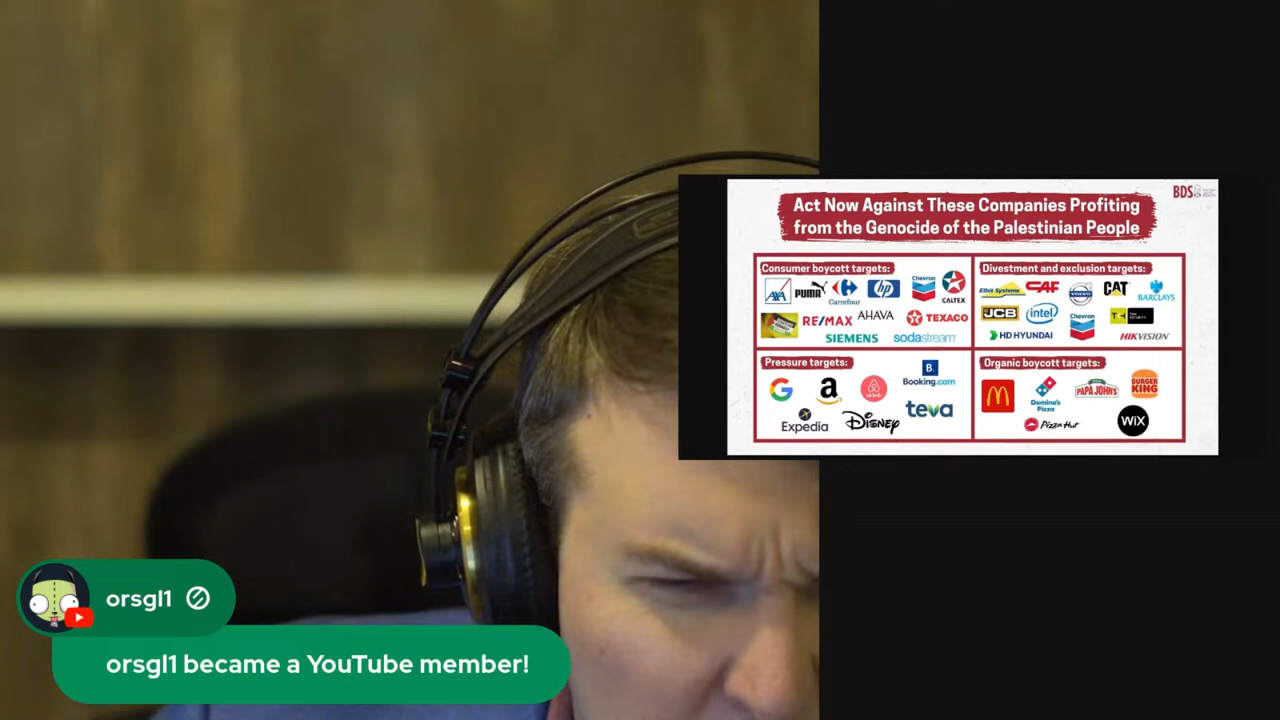 BDS
Act Now Against These Companies Profiting
from the Genocide of the Palestinian People
Consumer boycott targets:
AXA
PUMA
Carrefour
hp
Chevron
CALTEX
RE/MAX
AHAVA
TEXACO
SIEMENS
sodastream
Divestment and exclusion targets:
Elbit Systems
CAF
VOLVO
CAT
BARCLAYS
JCB
intel
Chevron
HD HYUNDAI
HIKVISION
Pressure targets:
G
a
airbnb
B.
Booking.com
Expedia
Disney
teva
Organic boycott targets:
M
Domino's
Pizza
PAPA JOHN'S
BURGER
KING
Pizza Hut
WiX
orsgl1
orsgl1 became a YouTube member!